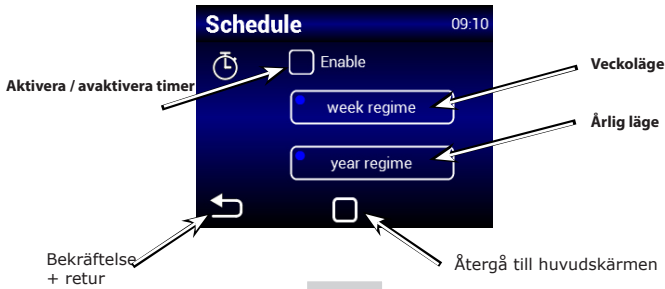 Schedule 09:10
Enable
Aktivera / avaktivera timer
Veckoläge
week regime
Årlig läge
year regime
Bekräftelse
+ retur
Återgå till huvudskärmen